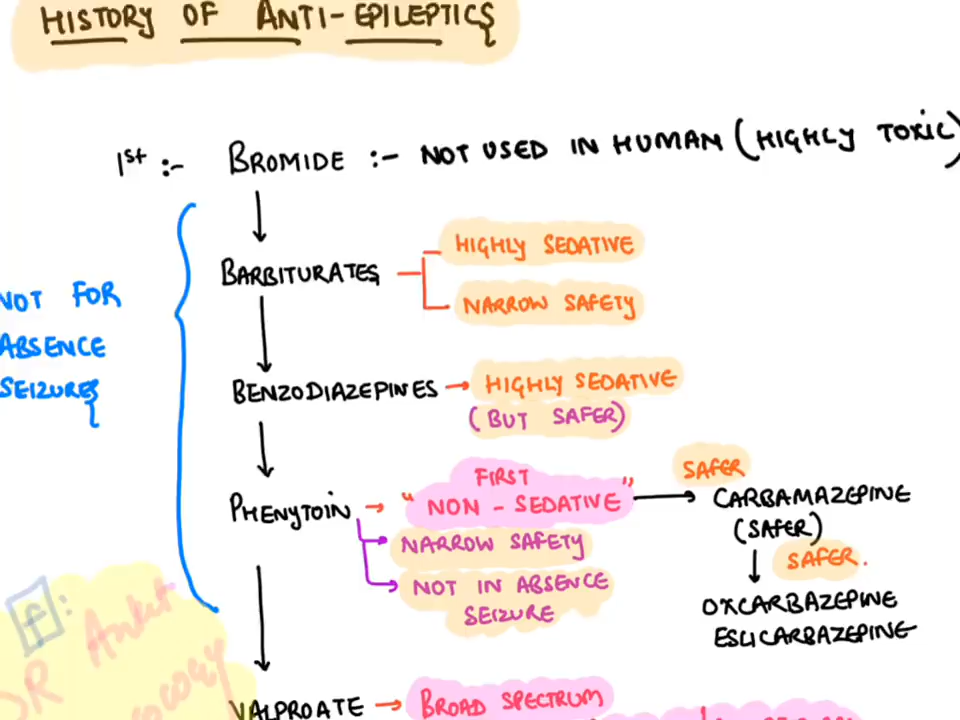 HISTORY OF ANTI-EPILEPTICS
1st :- BROMIDE :- NOT USED IN HUMAN (HIGHLY TOXIC)
BARBITURATES
HIGHLY SEDATIVE
NARROW SAFETY
NOT FOR
ABSENCE
SEIZURES
BENZODIAZEPINES → HIGHLY SEDATIVE
(BUT SAFER)
PHENYTOIN → "FIRST
NON - SEDATIVE"
NARROW SAFETY
NOT IN ABSENCE
SEIZURE
SAFER
CARBAMAZEPINE
(SAFER)
SAFER.
OXCARBAZEPINE
ESLICARBAZEPINE
f:
DR Anket
VALPROATE → BROAD SPECTRUM